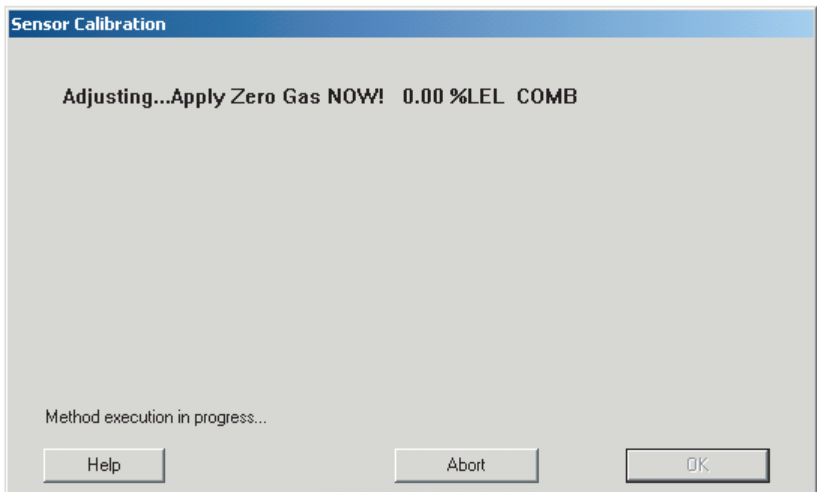 Sensor Calibration
Adjusting...Apply Zero Gas NOW! 0.00 %LEL COMB
Method execution in progress...
Help Abort OK